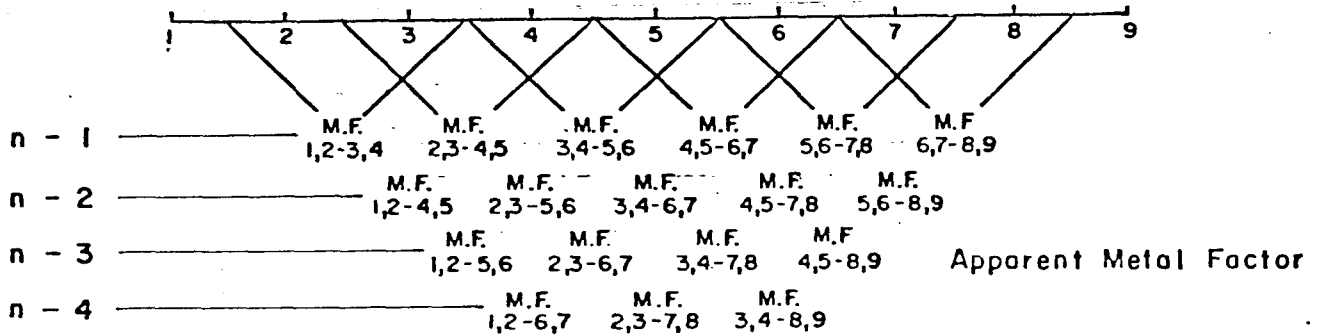 1 2 3 4 5 6 7 8 9
M.F. M.F. M.F. M.F. M.F. M.F
n - 1 1,2-3,4 2,3-4,5 3,4-5,6 4,5-6,7 5,6-7,8 6,7-8,9
M.F. M.F. M.F. M.F. M.F.
n - 2 1,2-4,5 2,3-5,6 3,4-6,7 4,5-7,8 5,6-8,9
M.F. M.F. M.F. M.F
n - 3 1,2-5,6 2,3-6,7 3,4-7,8 4,5-8,9 Apparent Metal Factor
M.F. M.F. M.F.
n - 4 1,2-6,7 2,3-7,8 3,4-8,9